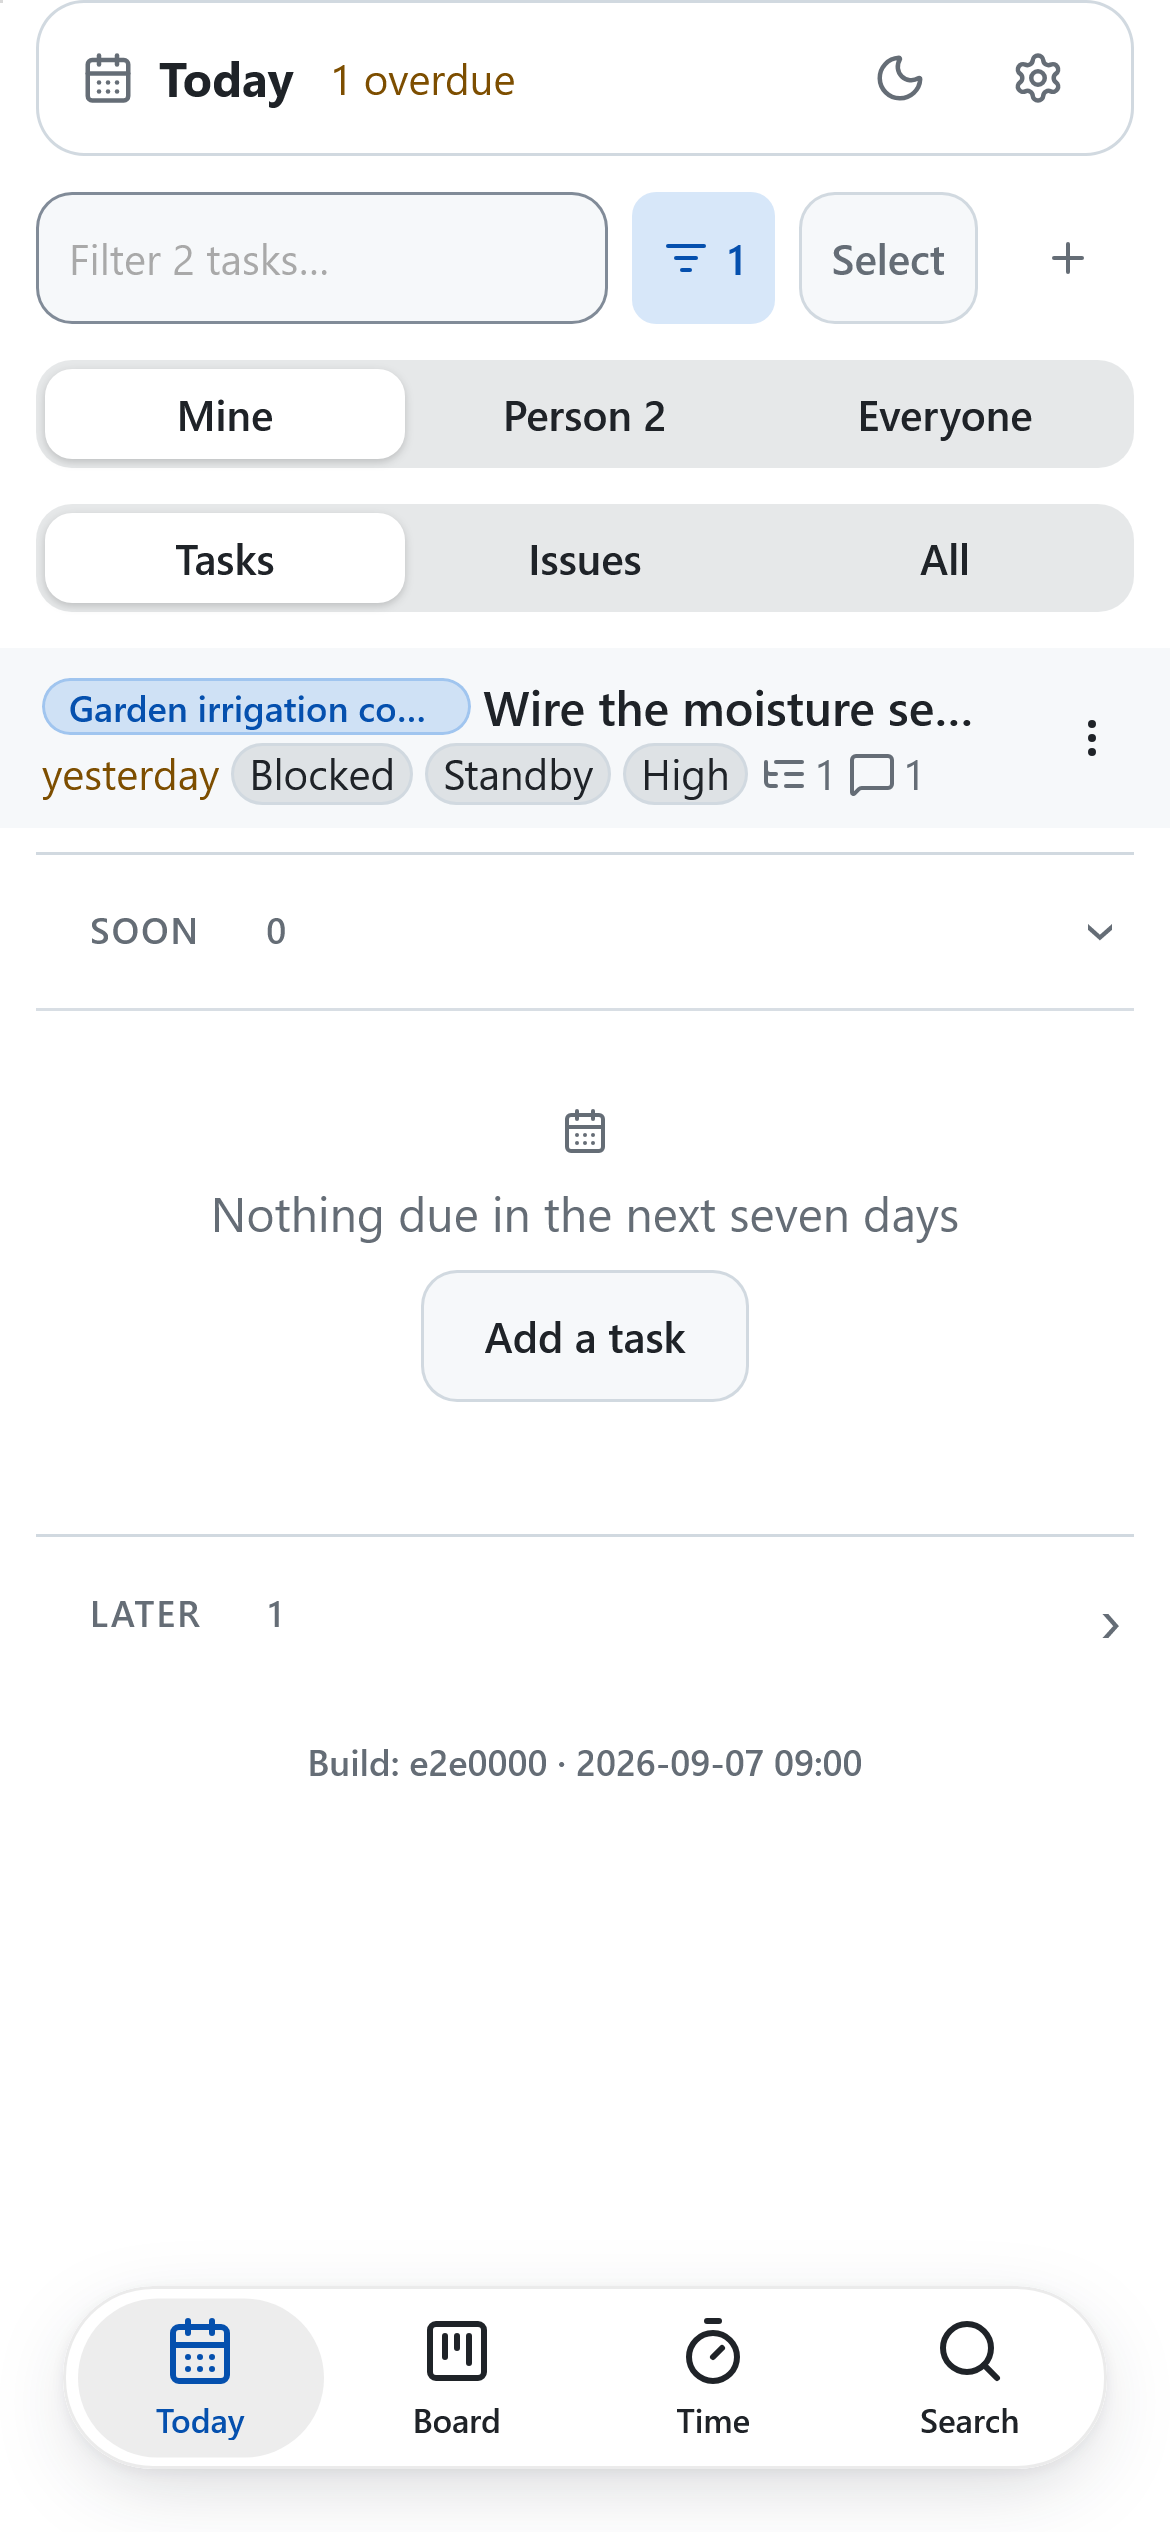 Today 1 overdue
Filter 2 tasks... 1 Select
Mine Person 2 Everyone
Tasks Issues All
Garden irrigation co... Wire the moisture se...
yesterday Blocked Standby High 1 1
SOON 0
Nothing due in the next seven days
Add a task
LATER 1
Build: e2e0000 · 2026-09-07 09:00
Today Board Time Search